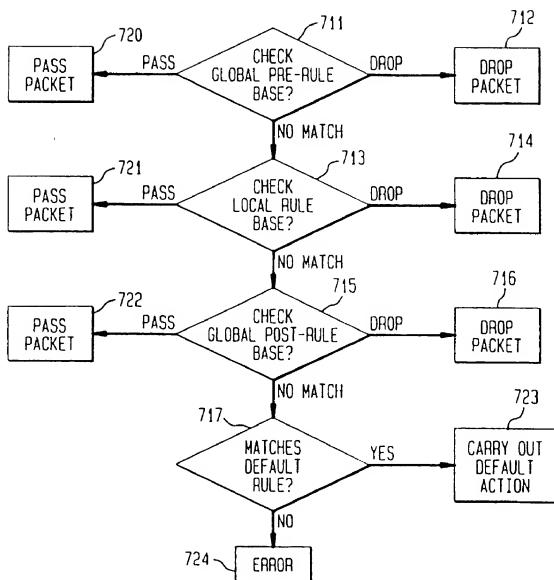 720
711
712
PASS
PACKET
PASS
CHECK
GLOBAL PRE-RULE
BASE?
DROP
DROP
PACKET
NO MATCH
721
713
714
PASS
PACKET
PASS
CHECK
LOCAL RULE
BASE?
DROP
DROP
PACKET
NO MATCH
722
715
716
PASS
PACKET
PASS
CHECK
GLOBAL POST-RULE
BASE?
DROP
DROP
PACKET
NO MATCH
717
723
MATCHES
DEFAULT
RULE?
YES
CARRY OUT
DEFAULT
ACTION
NO
724
ERROR